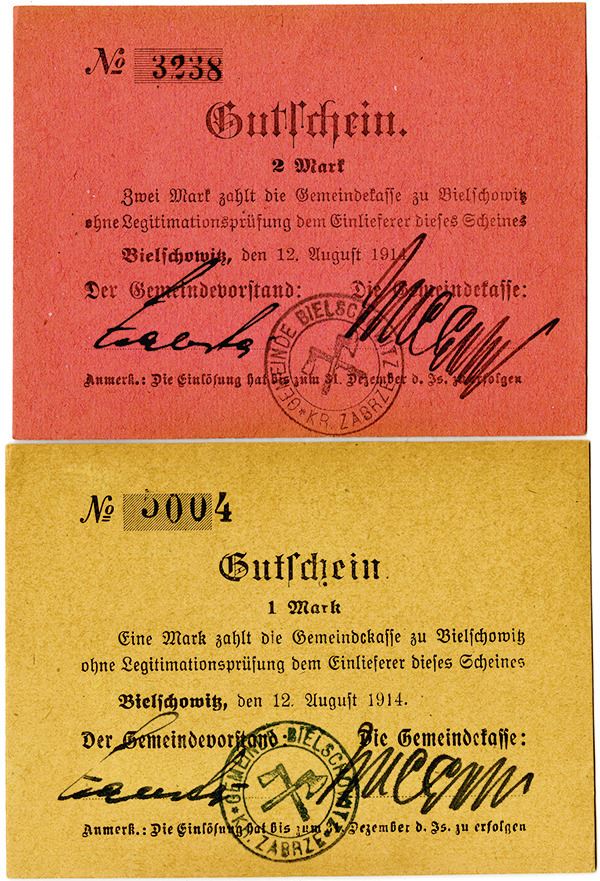 № 3238
Gutschein.
2 Mark
Zwei Mark zahlt die Gemeindekasse zu Bielschowitz
ohne Legitimationsprüfung dem Einlieferer dieses Scheines
Bielschowitz, den 12. August 1914.
Der Gemeindevorstand: Die Gemeindekasse:
GEMEINDE BIELSCHOWITZ
* KR. ZABRZE *
Anmerk.: Die Einlösung hat bis zum 31. Dezember d. Js. zu erfolgen
№ 5004
Gutschein
1 Mark
Eine Mark zahlt die Gemeindekasse zu Bielschowitz
ohne Legitimationsprüfung dem Einlieferer dieses Scheines
Bielschowitz, den 12. August 1914.
Der Gemeindevorstand: Die Gemeindekasse:
GEMEINDE BIELSCHOWITZ
* KR. ZABRZE *
Anmerk.: Die Einlösung hat bis zum 31. Dezember d. Js. zu erfolgen